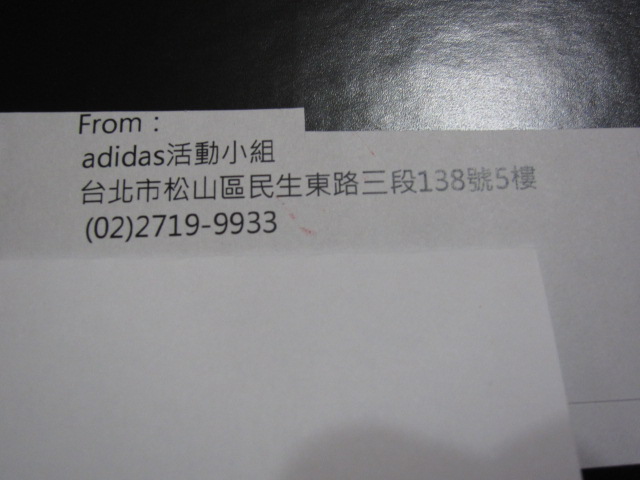 From：
adidas活動小組
台北市松山區民生東路三段138號5樓
(02)2719-9933